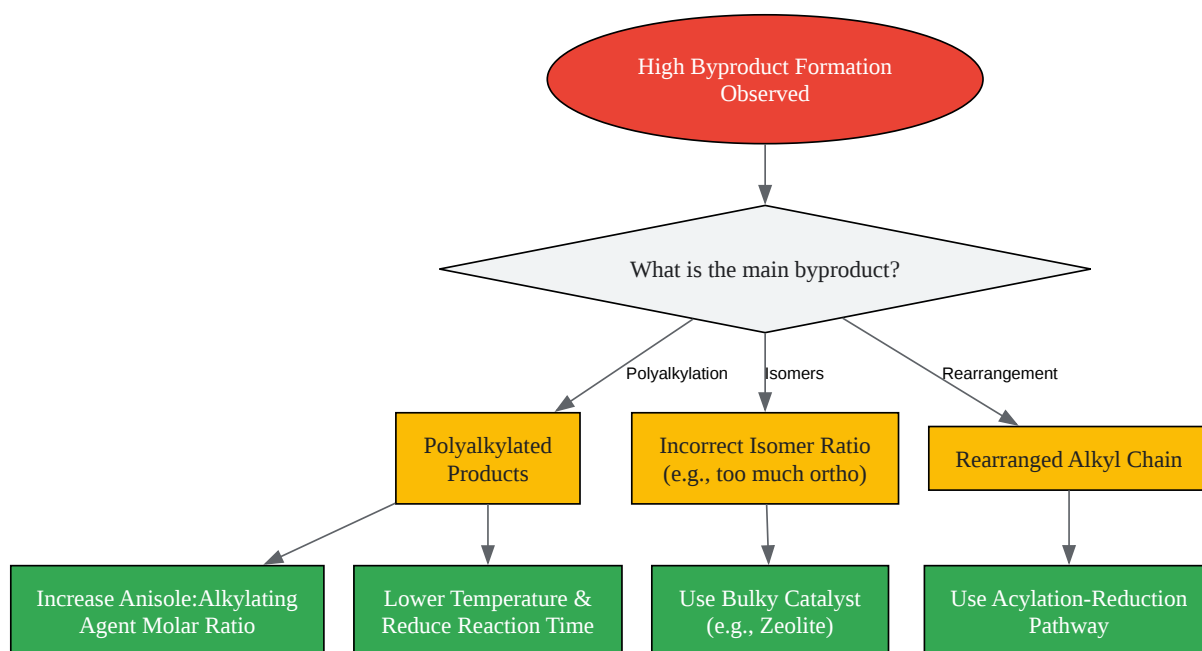 High Byproduct Formation
Observed
What is the main byproduct?
Polyalkylation
Isomers
Rearrangement
Polyalkylated
Products
Incorrect Isomer Ratio
(e.g., too much ortho)
Rearranged Alkyl Chain
Increase Anisole:Alkylating
Agent Molar Ratio
Lower Temperature &
Reduce Reaction Time
Use Bulky Catalyst
(e.g., Zeolite)
Use Acylation-Reduction
Pathway